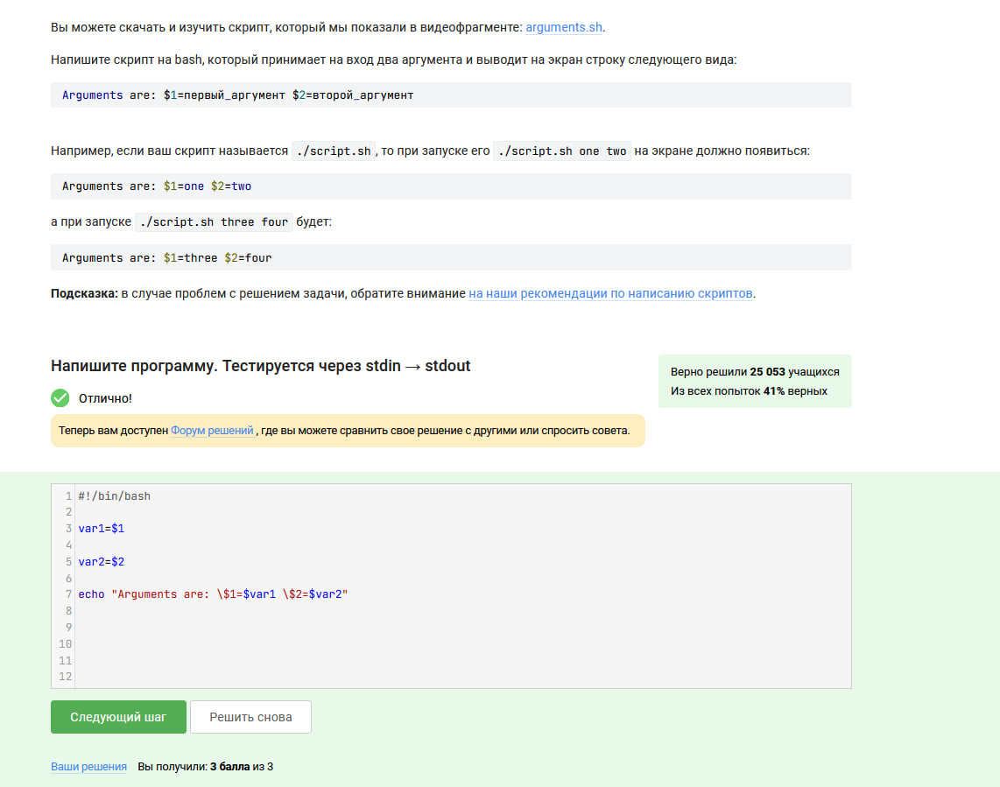 Вы можете скачать и изучить скрипт, который мы показали в видеофрагменте: arguments.sh.
Напишите скрипт на bash, который принимает на вход два аргумента и выводит на экран строку следующего вида:
Arguments are: $1=первый_аргумент $2=второй_аргумент
Например, если ваш скрипт называется ./script.sh, то при запуске его ./script.sh one two на экране должно появиться:
Arguments are: $1=one $2=two
а при запуске ./script.sh three four будет:
Arguments are: $1=three $2=four
Подсказка: в случае проблем с решением задачи, обратите внимание на наши рекомендации по написанию скриптов.
Напишите программу. Тестируется через stdin → stdout
Верно решили 25 053 учащихся
Из всех попыток 41% верных
Отлично!
Теперь вам доступен Форум решений, где вы можете сравнить свое решение с другими или спросить совета.
1 #!/bin/bash
2
3 var1=$1
4
5 var2=$2
6
7 echo "Arguments are: \$1=$var1 \$2=$var2"
8
9
10
11
12
Следующий шаг Решить снова
Ваши решения Вы получили: 3 балла из 3